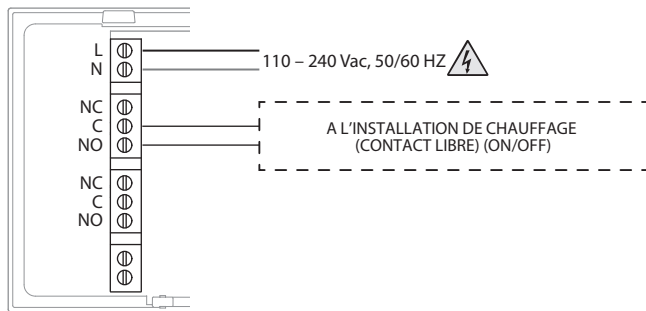 L
N
110 – 240 Vac, 50/60 HZ
NC
C
NO
A L’INSTALLATION DE CHAUFFAGE
(CONTACT LIBRE) (ON/OFF)
NC
C
NO